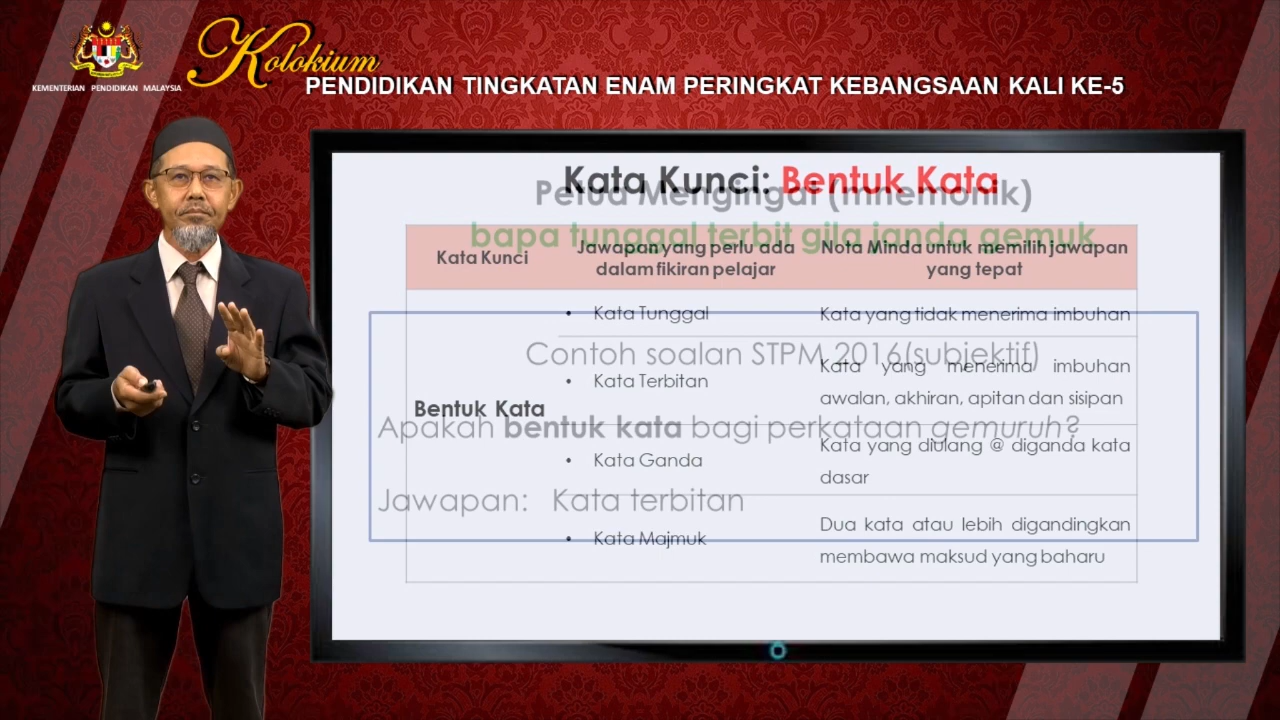 Kolokium
KEMENTERIAN PENDIDIKAN MALAYSIA
PENDIDIKAN TINGKATAN ENAM PERINGKAT KEBANGSAAN KALI KE-5
Kata Kunci: Bentuk Kata
Petua Mengingat (mnemonik)
bapa tunggal terbit gila janda gemuk
Kata Kunci
Jawapan yang perlu ada
dalam fikiran pelajar
Nota Minda untuk memilih jawapan
yang tepat
• Kata Tunggal
Kata yang tidak menerima imbuhan
Contoh soalan STPM 2016(subjektif)
• Kata Terbitan
Kata yang menerima imbuhan
awalan, akhiran, apitan dan sisipan
Bentuk Kata
Apakah bentuk kata bagi perkataan gemuruh?
• Kata Ganda
Kata yang diulang @ diganda kata
dasar
Jawapan: Kata terbitan
• Kata Majmuk
Dua kata atau lebih digandingkan
membawa maksud yang baharu